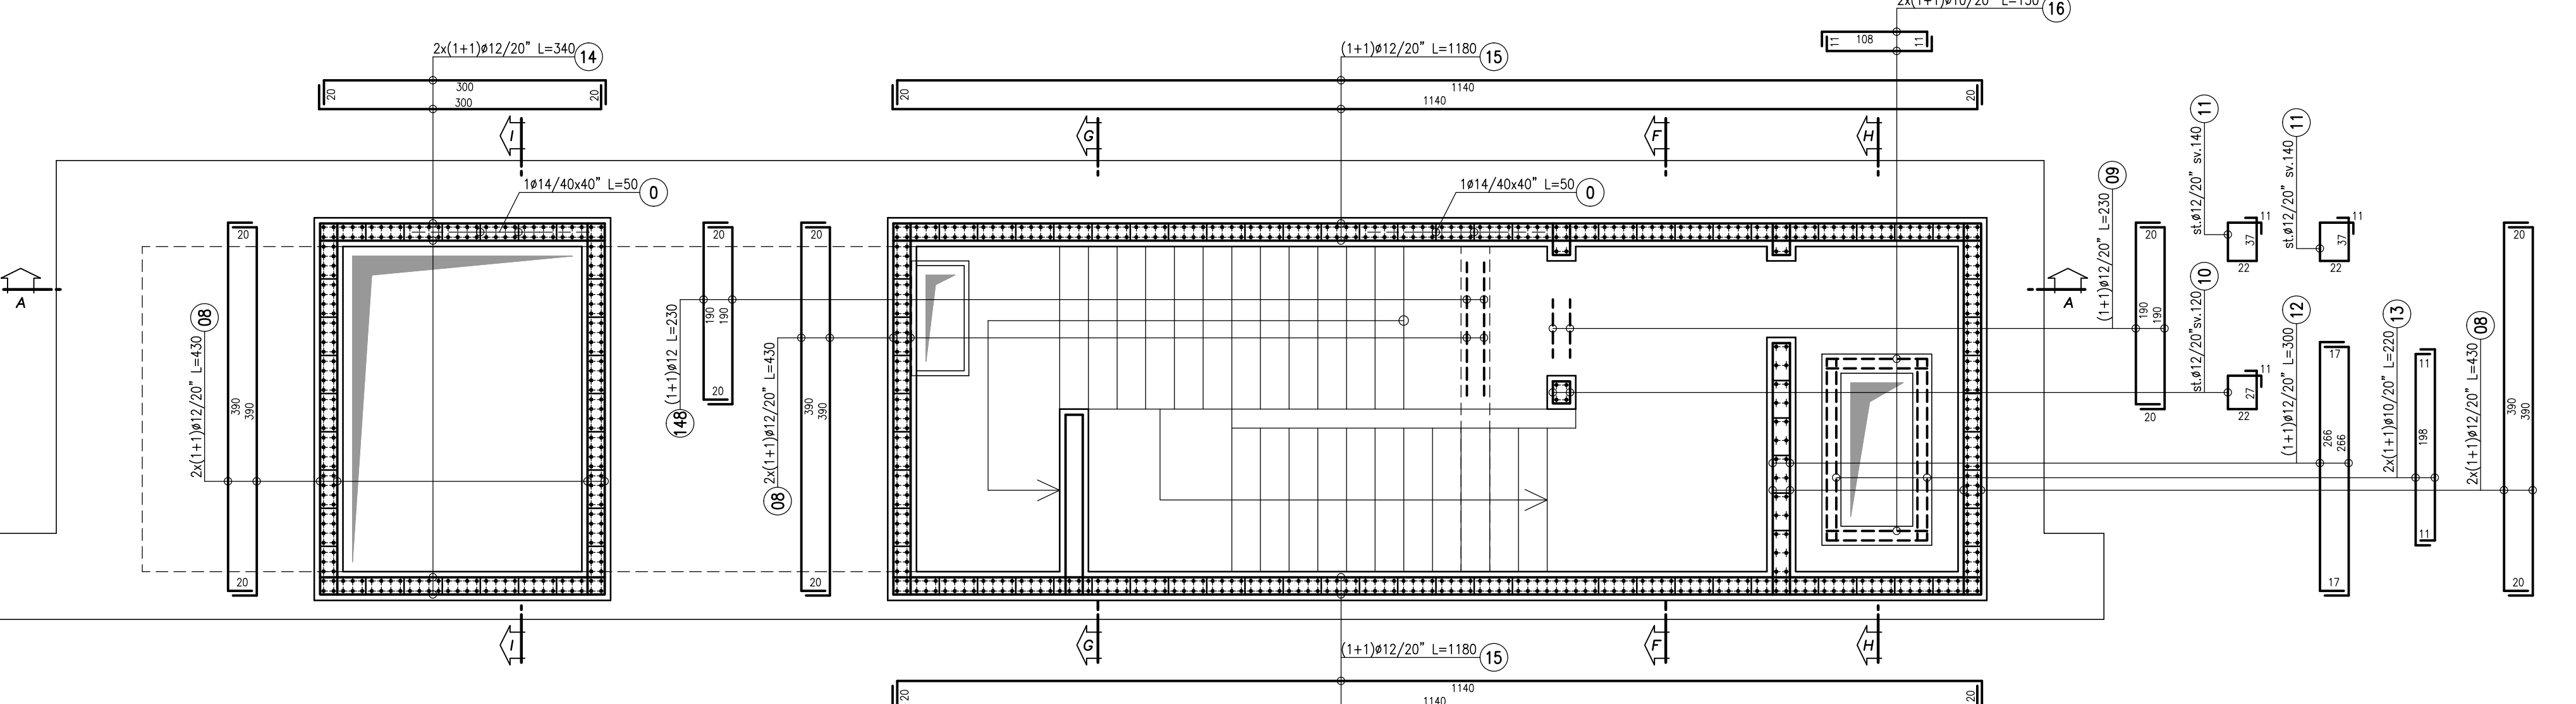 2x(1+1)ø10/20" L=150
16
2x(1+1)ø12/20" L=340
14
(1+1)ø12/20" L=1180
15
11
108
11
20
300
300
20
20
1140
1140
20
I
G
F
H
1ø14/40x40" L=50
0
1ø14/40x40" L=50
0
A
A
2x(1+1)ø12/20" L=430
08
20
390
390
20
(1+1)ø12 L=230
148
20
190
190
20
2x(1+1)ø12/20" L=430
08
20
390
390
20
(1+1)ø12/20" L=230
09
20
190
190
20
st.ø12/20" sv.140
11
11
37
22
st.ø12/20" sv.140
11
11
37
22
st.ø12/20"sv.120
10
11
27
22
(1+1)ø12/20" L=300
12
17
266
266
17
2x(1+1)ø10/20" L=220
13
11
198
11
2x(1+1)ø12/20" L=430
08
20
390
390
20
I
G
F
H
(1+1)ø12/20" L=1180
15
20
1140
1140
20